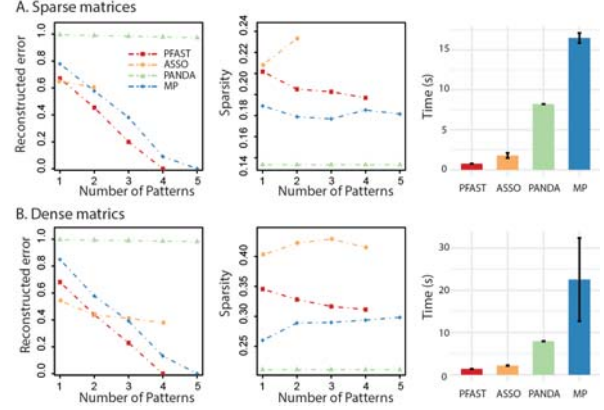 A. Sparse matrices
Reconstructed error
0.0 0.2 0.4 0.6 0.8 1.0
PFAST
ASSO
PANDA
MP
1 2 3 4 5
Number of Patterns
Sparsity
0.14 0.16 0.18 0.20 0.22 0.24
1 2 3 4 5
Number of Patterns
Time (s)
15
10
5
0
PFAST ASSO PANDA MP
B. Dense matrics
Reconstructed error
0.0 0.2 0.4 0.6 0.8 1.0
1 2 3 4 5
Number of Patterns
Sparsity
0.25 0.30 0.35 0.40
1 2 3 4 5
Number of Patterns
Time (s)
30
20
10
0
PFAST ASSO PANDA MP